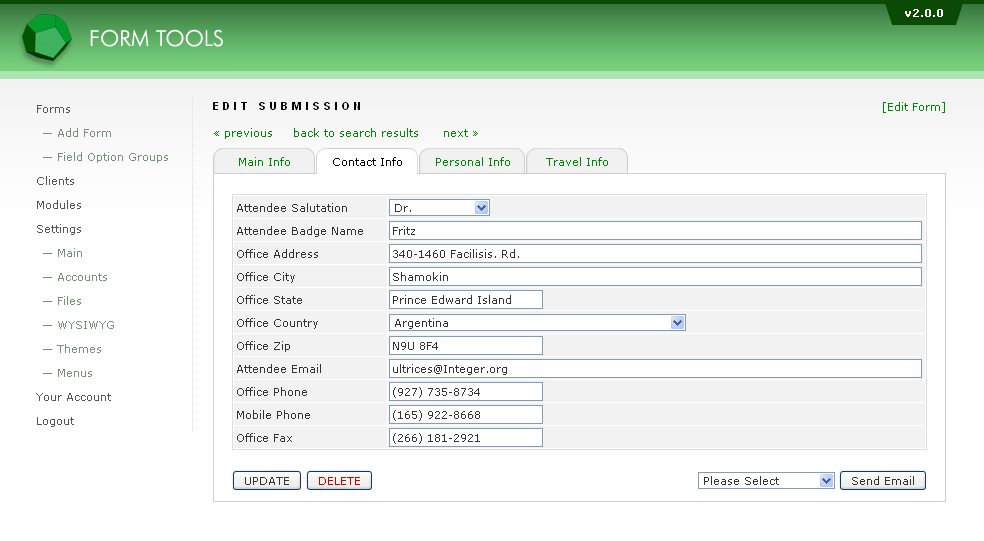 v2.0.0
FORM TOOLS
Forms
— Add Form
— Field Option Groups
Clients
Modules
Settings
— Main
— Accounts
— Files
— WYSIWYG
— Themes
— Menus
Your Account
Logout
EDIT SUBMISSION
[Edit Form]
« previous back to search results next »
Main Info Contact Info Personal Info Travel Info
Attendee Salutation Dr.
Attendee Badge Name Fritz
Office Address 340-1460 Facilisis. Rd.
Office City Shamokin
Office State Prince Edward Island
Office Country Argentina
Office Zip N9U 8F4
Attendee Email ultrices@Integer.org
Office Phone (927) 735-8734
Mobile Phone (165) 922-8668
Office Fax (266) 181-2921
UPDATE DELETE Please Select Send Email